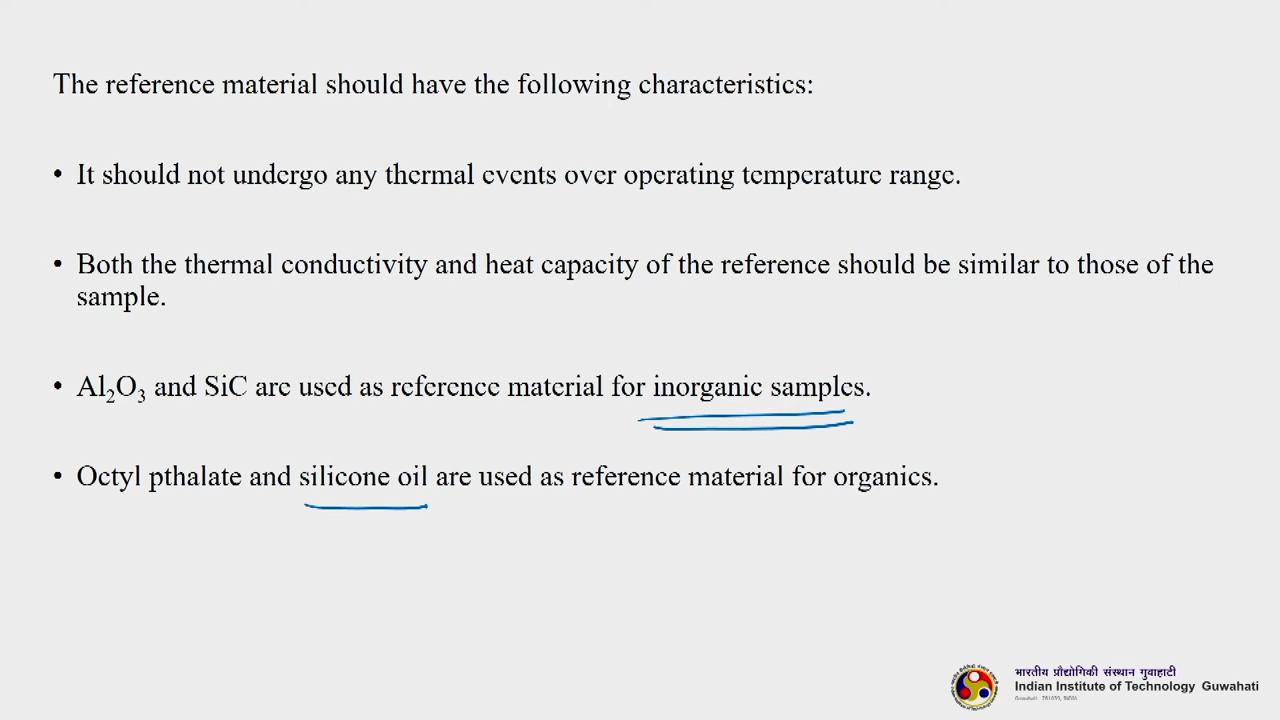 The reference material should have the following characteristics:
• It should not undergo any thermal events over operating temperature range.
• Both the thermal conductivity and heat capacity of the reference should be similar to those of the
sample.
• Al₂O₃ and SiC are used as reference material for inorganic samples.
• Octyl pthalate and silicone oil are used as reference material for organics.
भारतीय प्रौद्योगिकी संस्थान गुवाहाटी
Indian Institute of Technology Guwahati
Guwahati - 781039, INDIA